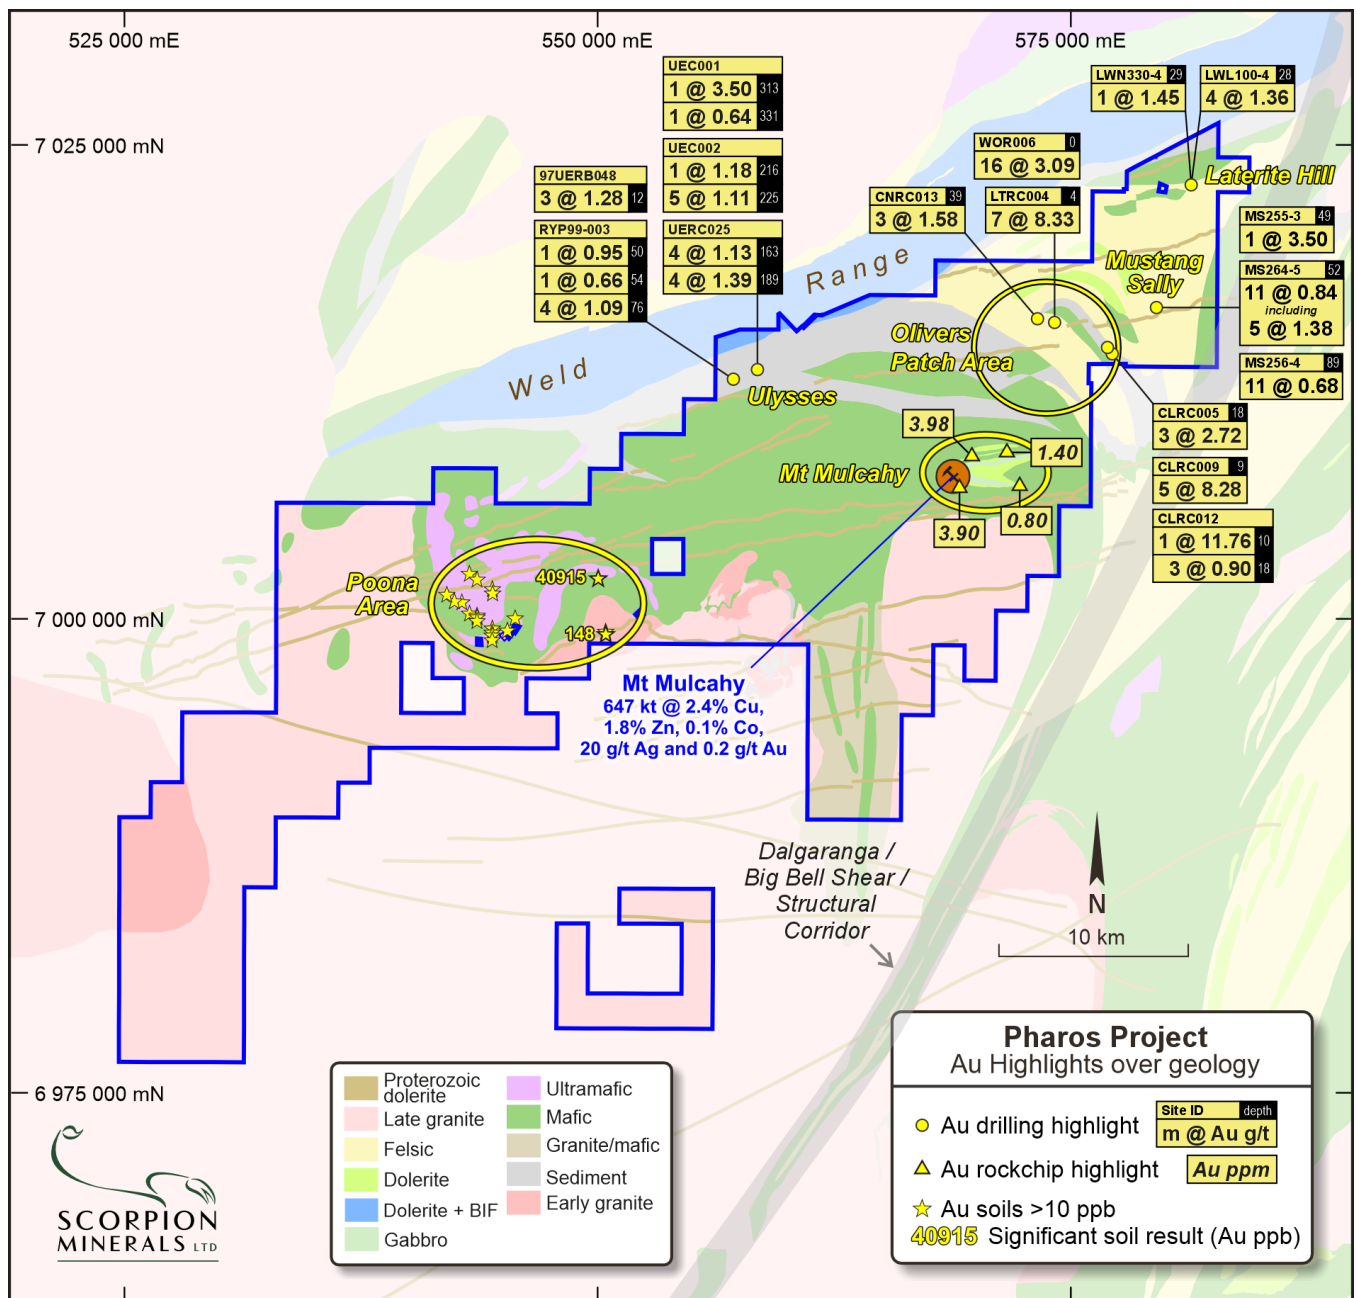 525 000 mE
550 000 mE
575 000 mE
7 025 000 mN
7 000 000 mN
6 975 000 mN
UEC001
1 @ 3.50 313
1 @ 0.64 331
UEC002
1 @ 1.18 216
5 @ 1.11 225
UERC025
4 @ 1.13 163
4 @ 1.39 189
97UERB048
3 @ 1.28 12
RYP99-003
1 @ 0.95 50
1 @ 0.66 54
4 @ 1.09 76
LWN330-4 29
1 @ 1.45
LWL100-4 28
4 @ 1.36
WOR006 0
16 @ 3.09
CNRC013 39
3 @ 1.58
LTRC004 4
7 @ 8.33
Laterite Hill
MS255-3 49
1 @ 3.50
MS264-5 52
11 @ 0.84
including
5 @ 1.38
MS256-4 89
11 @ 0.68
Mustang
Sally
Weld Range
Olivers
Patch Area
Ulysses
CLRC005 18
3 @ 2.72
CLRC009 9
5 @ 8.28
CLRC012
1 @ 11.76 10
3 @ 0.90 18
3.98
1.40
Mt Mulcahy
3.90
0.80
Poona
Area
40915
148
Mt Mulcahy
647 kt @ 2.4% Cu,
1.8% Zn, 0.1% Co,
20 g/t Ag and 0.2 g/t Au
Dalgaranga /
Big Bell Shear /
Structural
Corridor
N
10 km
Proterozoic
dolerite
Late granite
Felsic
Dolerite
Dolerite + BIF
Gabbro
Ultramafic
Mafic
Granite/mafic
Sediment
Early granite
Pharos Project
Au Highlights over geology
Au drilling highlight
Site ID depth
m @ Au g/t
Au rockchip highlight
Au ppm
Au soils >10 ppb
40915 Significant soil result (Au ppb)
SCORPION
MINERALS LTD